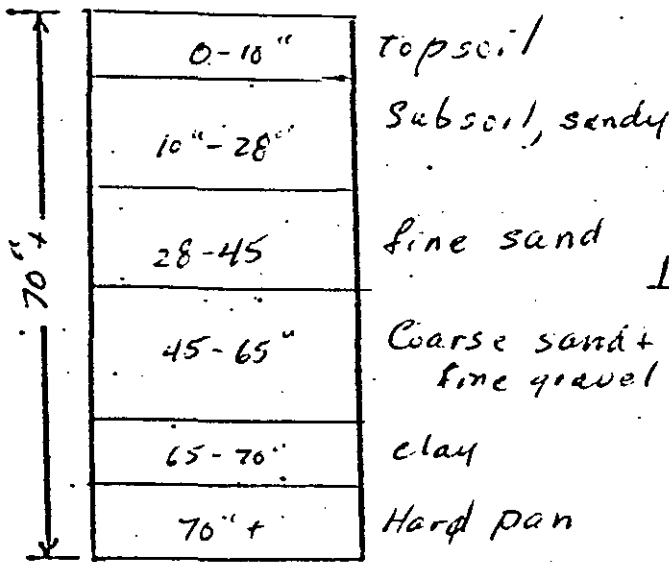 0-10" topsoil
10"-28" Subsoil, sandy
28-45 fine sand
45-65" Coarse sand +
fine gravel
65-70" clay
70"+ Hard pan
70"+